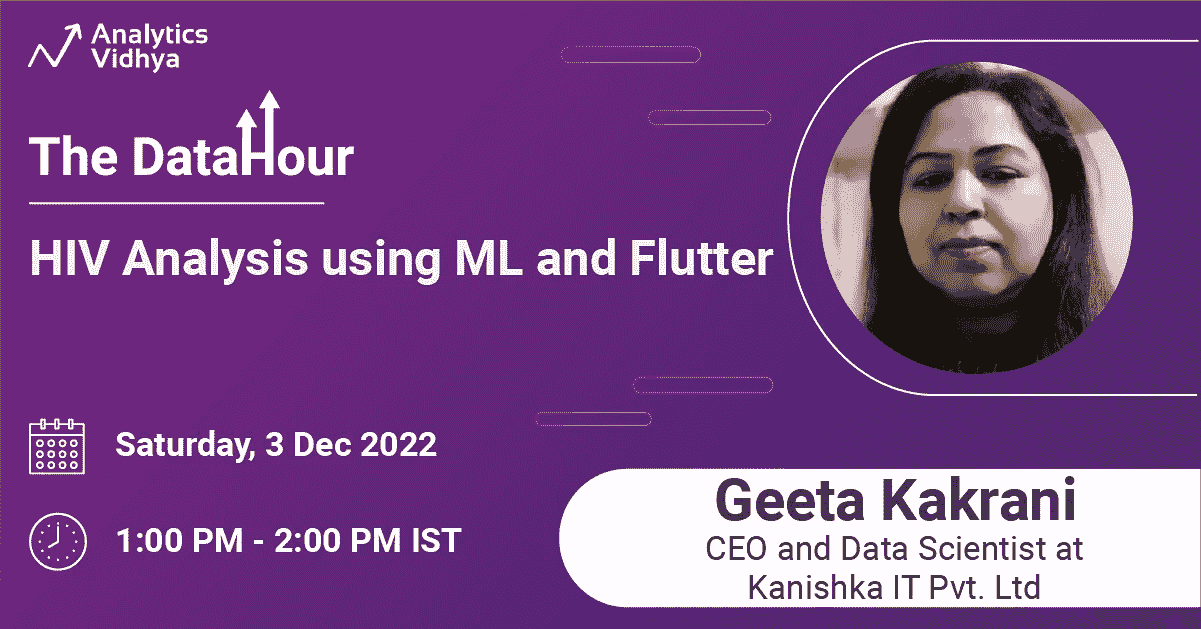 Analytics
Vidhya
The DataHour
HIV Analysis using ML and Flutter
Saturday, 3 Dec 2022
1:00 PM - 2:00 PM IST
Geeta Kakrani
CEO and Data Scientist at
Kanishka IT Pvt. Ltd